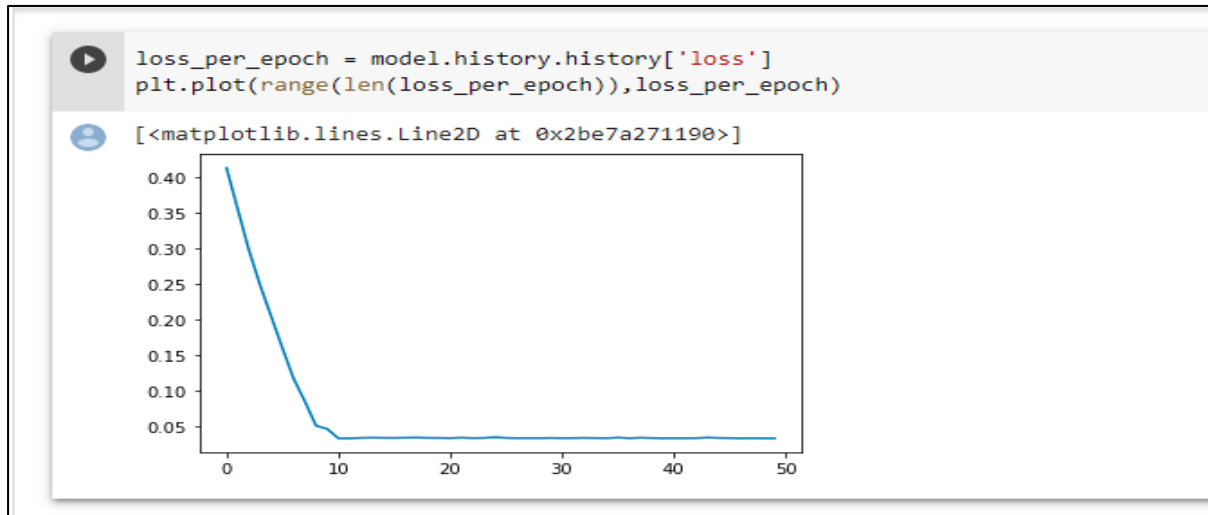 loss_per_epoch = model.history.history['loss']
plt.plot(range(len(loss_per_epoch)),loss_per_epoch)
[<matplotlib.lines.Line2D at 0x2be7a271190>]
0.40
0.35
0.30
0.25
0.20
0.15
0.10
0.05
0 10 20 30 40 50